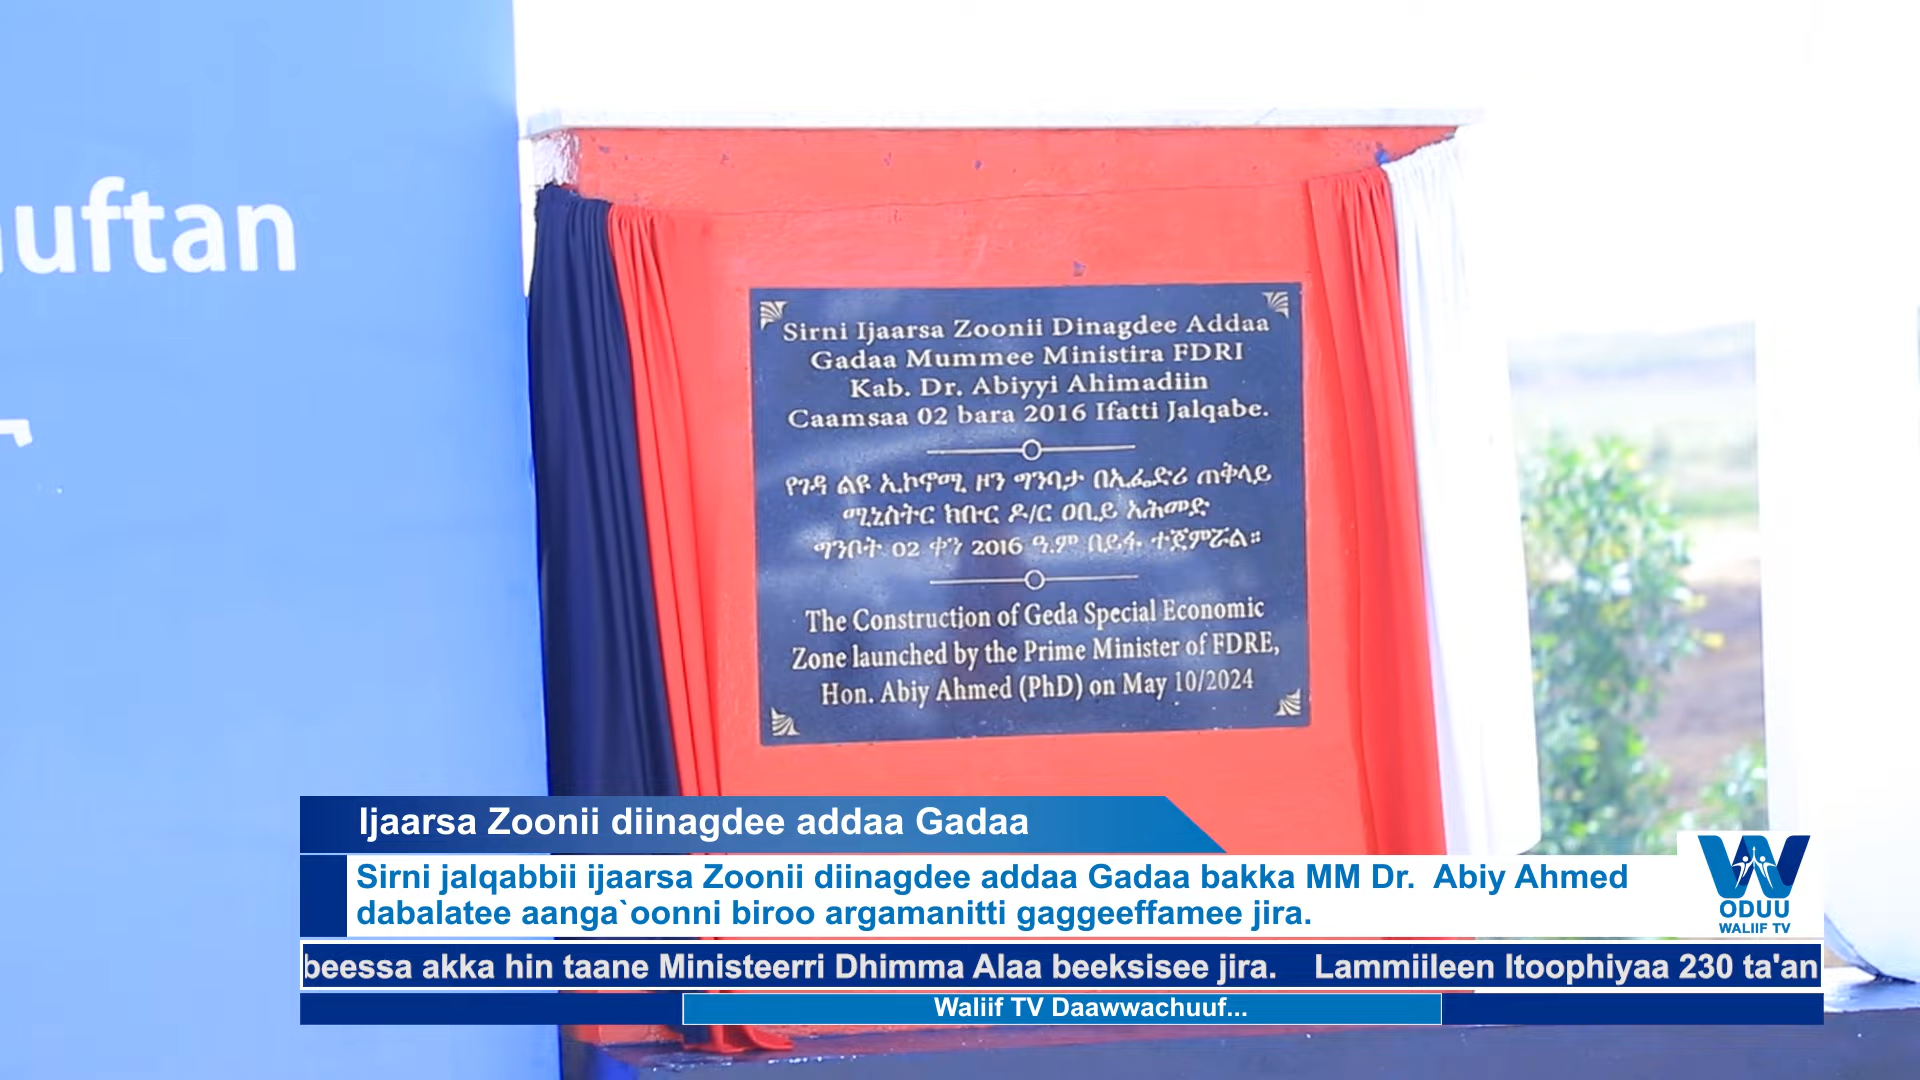 uftan
Sirni Ijaarsa Zoonii Dinagdee Addaa
Gadaa Mummee Ministira FDRI
Kab. Dr. Abiyyi Ahimadiin
Caamsaa 02 bara 2016 Ifatti Jalqabe.
የገዳ ልዩ ኢኮኖሚ ዞን ግንባታ በኢፌድሪ ጠቅላይ
ሚኒስትር ክቡር ዶ/ር ዐቢይ አሕመድ
ግንቦት 02 ቀን 2016 ዓ.ም በይፋ ተጀምሯል።
The Construction of Geda Special Economic
Zone launched by the Prime Minister of FDRE,
Hon. Abiy Ahmed (PhD) on May 10/2024
Ijaarsa Zoonii diinagdee addaa Gadaa
Sirni jalqabbii ijaarsa Zoonii diinagdee addaa Gadaa bakka MM Dr. Abiy Ahmed
dabalatee aanga`oonni biroo argamanitti gaggeeffamee jira.
W
ODUU
WALIIF TV
beessa akka hin taane Ministeerri Dhimma Alaa beeksisee jira. Lammiileen Itoophiyaa 230 ta'an
Waliif TV Daawwachuuf...